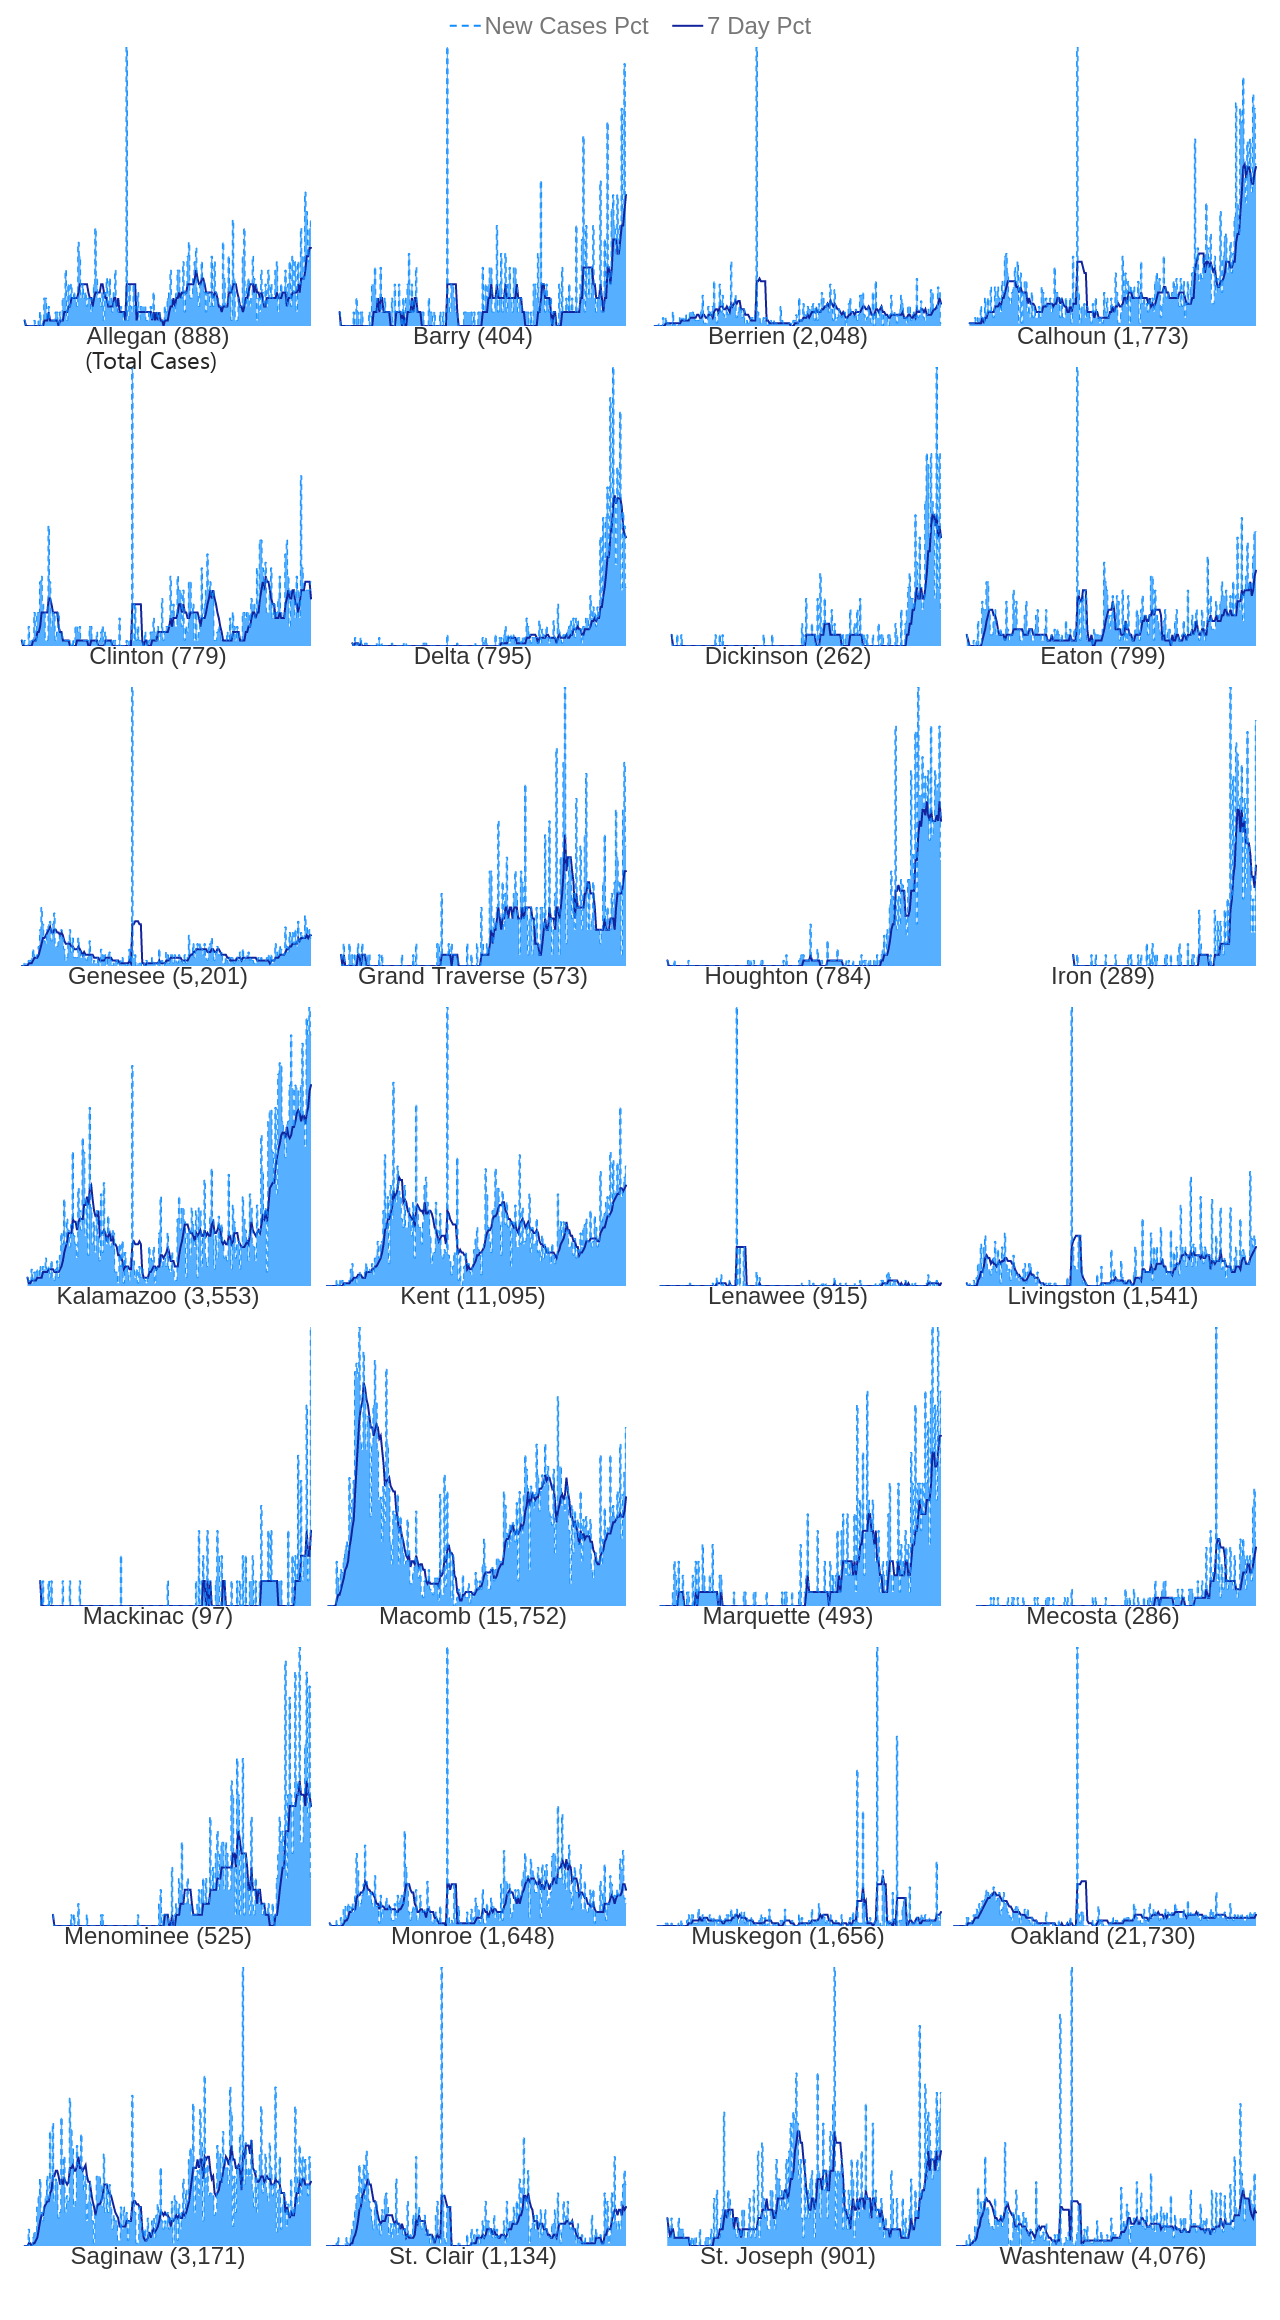 New Cases Pct 7 Day Pct
Allegan (888) Barry (404) Berrien (2,048) Calhoun (1,773)
(Total Cases)
Clinton (779) Delta (795) Dickinson (262) Eaton (799)
Genesee (5,201) Grand Traverse (573) Houghton (784) Iron (289)
Kalamazoo (3,553) Kent (11,095) Lenawee (915) Livingston (1,541)
Mackinac (97) Macomb (15,752) Marquette (493) Mecosta (286)
Menominee (525) Monroe (1,648) Muskegon (1,656) Oakland (21,730)
Saginaw (3,171) St. Clair (1,134) St. Joseph (901) Washtenaw (4,076)